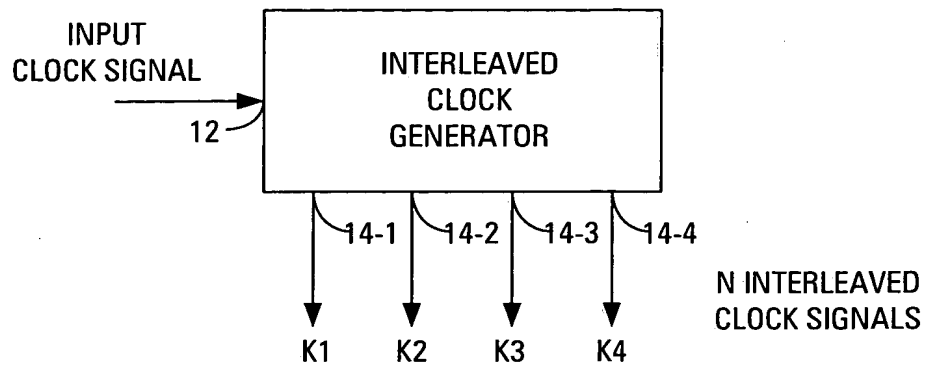 INPUT
CLOCK SIGNAL
12
INTERLEAVED
CLOCK
GENERATOR
14-1
14-2
14-3
14-4
N INTERLEAVED
CLOCK SIGNALS
K1
K2
K3
K4